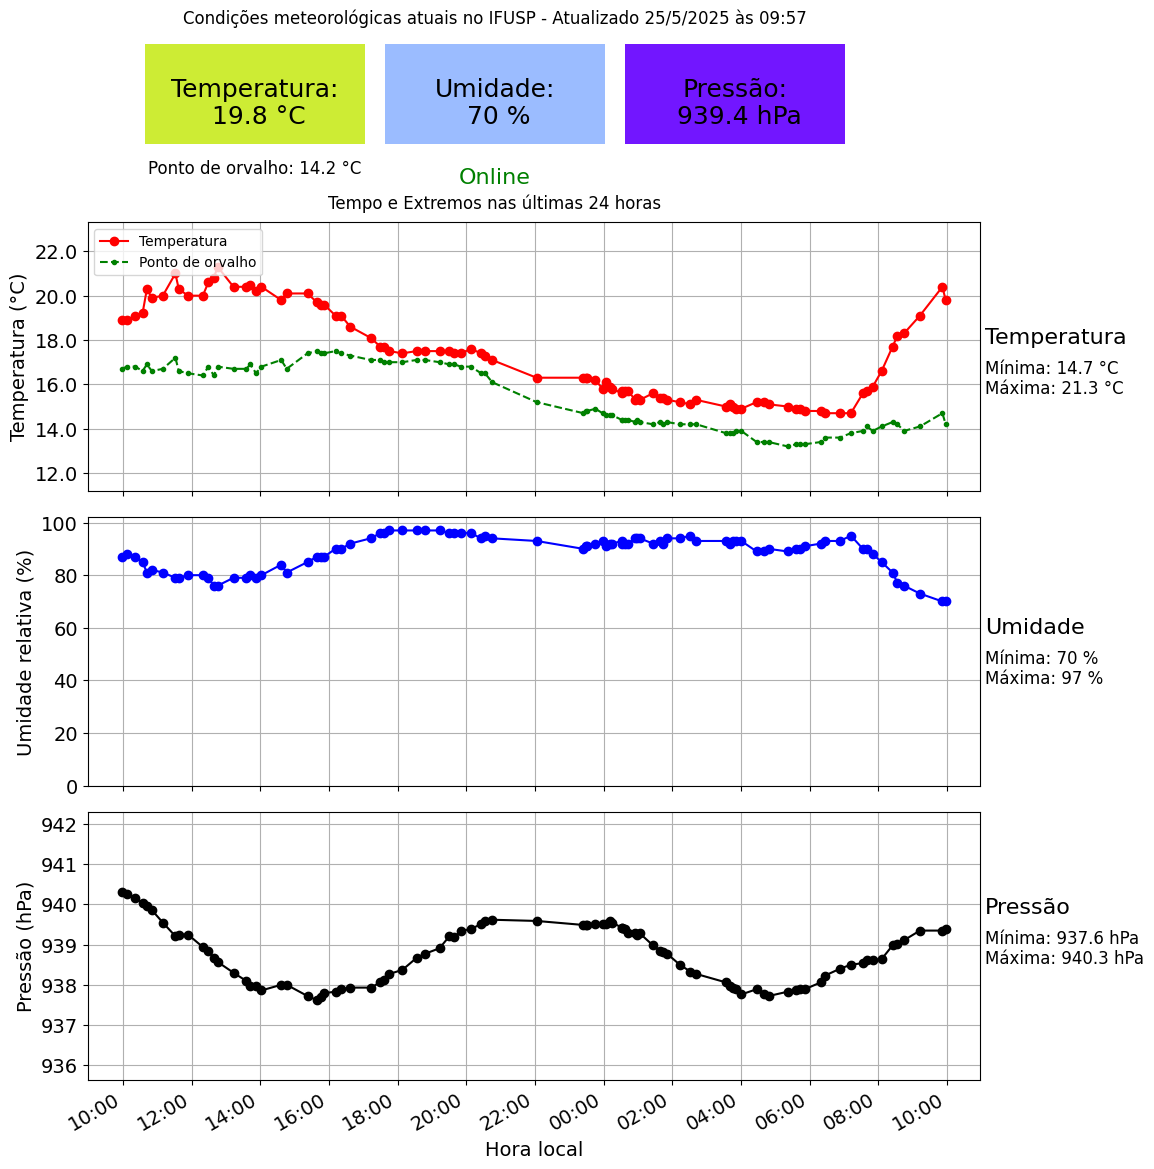 Condições meteorológicas atuais no IFUSP - Atualizado 25/5/2025 às 09:57
Temperatura:
19.8 °C
Umidade:
70 %
Pressão:
939.4 hPa
Ponto de orvalho: 14.2 °C
Online
Tempo e Extremos nas últimas 24 horas
Temperatura
Ponto de orvalho
Temperatura (°C)
22.0
20.0
18.0
16.0
14.0
12.0
Temperatura
Mínima: 14.7 °C
Máxima: 21.3 °C
Umidade relativa (%)
100
80
60
40
20
0
Umidade
Mínima: 70 %
Máxima: 97 %
Pressão (hPa)
942
941
940
939
938
937
936
Pressão
Mínima: 937.6 hPa
Máxima: 940.3 hPa
10:00 12:00 14:00 16:00 18:00 20:00 22:00 00:00 02:00 04:00 06:00 08:00 10:00
Hora local